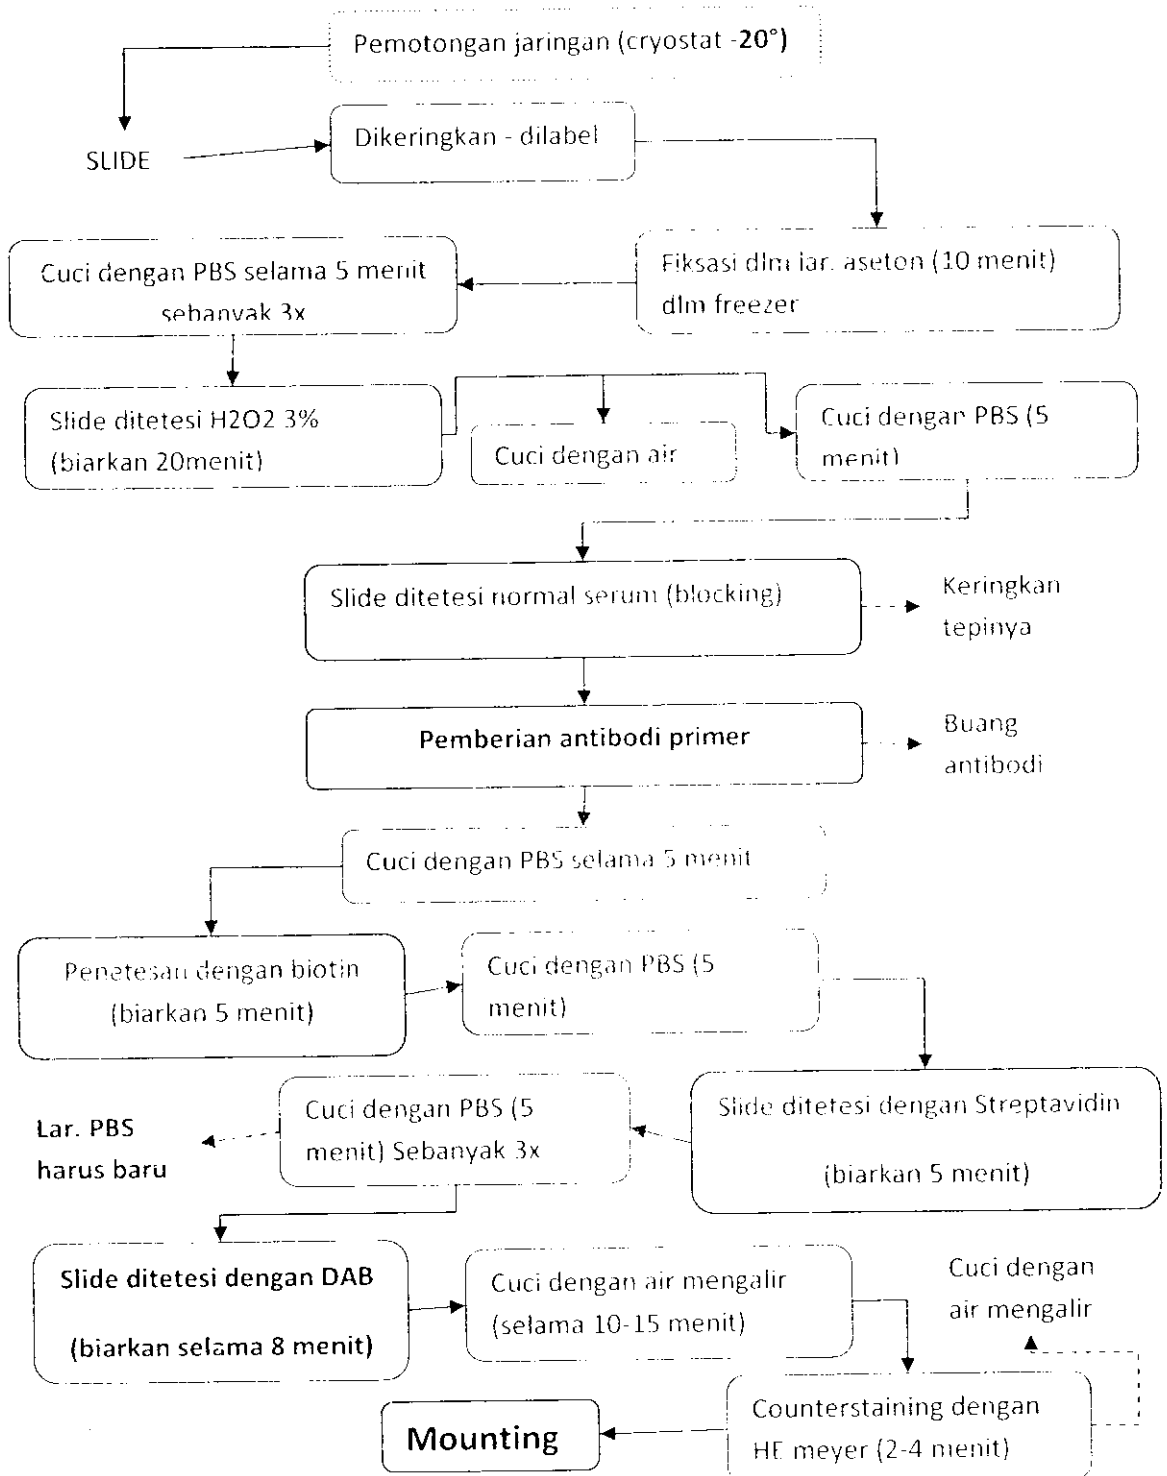 Pemotongan jaringan (cryostat -20°)
SLIDE
Dikeringkan - dilabel
Fiksasi dlm lar. aseton (10 menit)
dlm freezer
Cuci dengan PBS selama 5 menit
sebanyak 3x
Slide ditetesi H2O2 3%
(biarkan 20menit)
Cuci dengan air
Cuci dengan PBS (5
menit)
Slide ditetesi normal serum (blocking)
Keringkan
tepinya
Pemberian antibodi primer
Buang
antibodi
Cuci dengan PBS selama 5 menit
Penetesan dengan biotin
(biarkan 5 menit)
Cuci dengan PBS (5
menit)
Slide ditetesi dengan Streptavidin
(biarkan 5 menit)
Cuci dengan PBS (5
menit) Sebanyak 3x
Lar. PBS
harus baru
Slide ditetesi dengan DAB
(biarkan selama 8 menit)
Cuci dengan air mengalir
(selama 10-15 menit)
Cuci dengan
air mengalir
Counterstaining dengan
HE meyer (2-4 menit)
Mounting